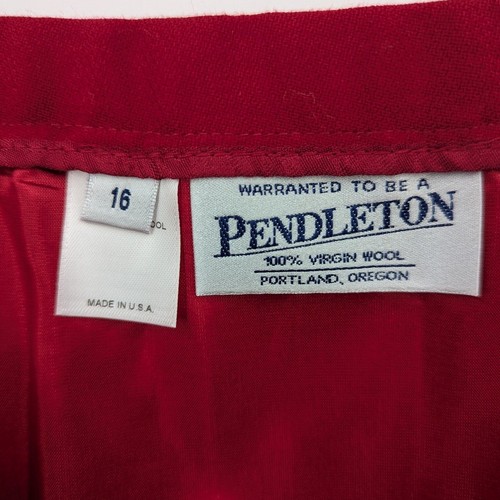 16
MADE IN U.S.A.
WARRANTED TO BE A
PENDLETON
100% VIRGIN WOOL
PORTLAND, OREGON